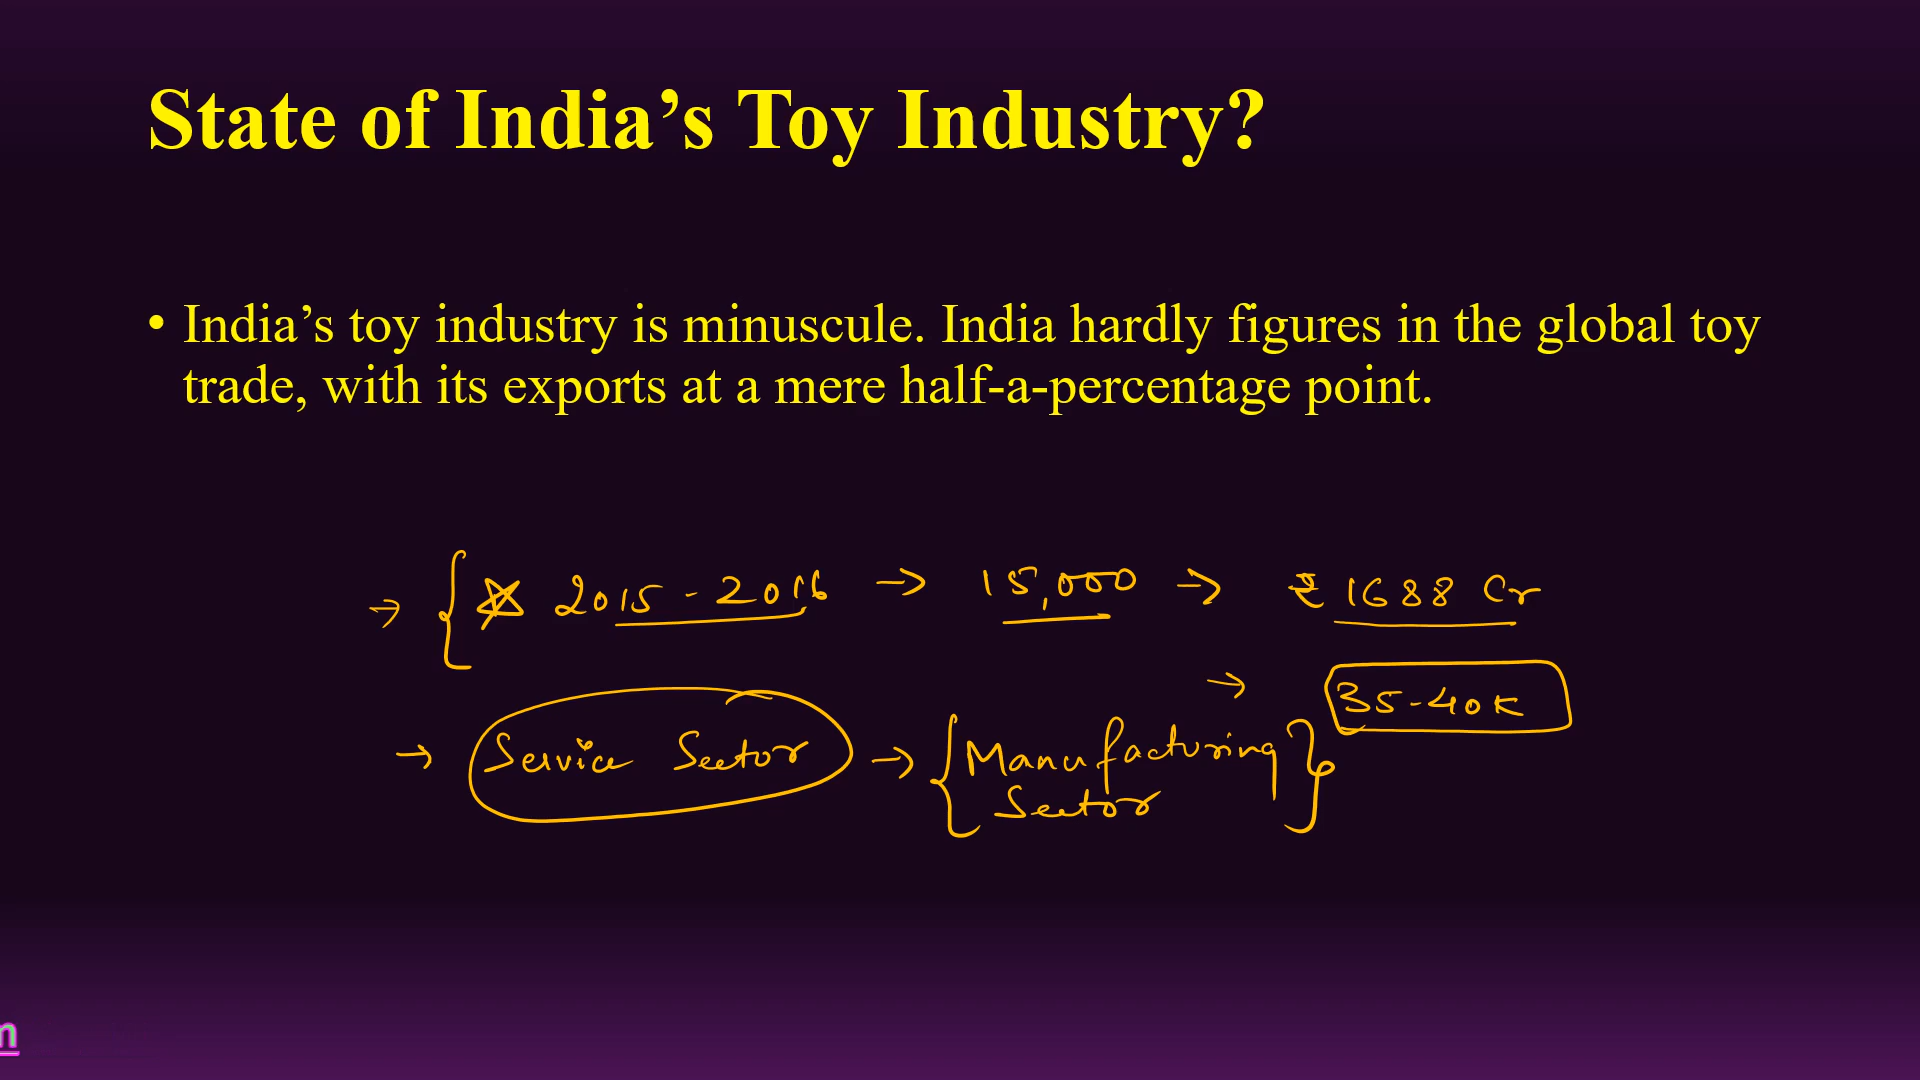 State of India’s Toy Industry?
• India’s toy industry is minuscule. India hardly figures in the global toy
trade, with its exports at a mere half-a-percentage point.
→ { ☆ 2015 - 2016 → 15,000 → ₹ 1688 Cr
→ 35-40K
→ Service Sector → { Manufacturing }
Sector
n